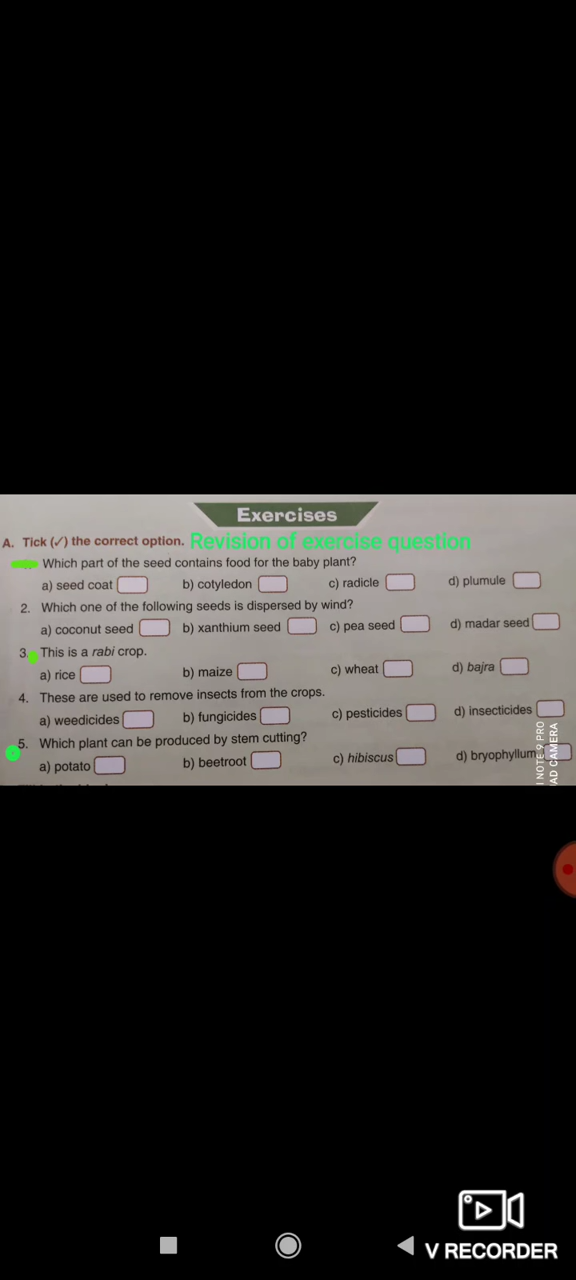 Exercises
A. Tick (✓) the correct option. Revision of exercise question
Which part of the seed contains food for the baby plant?
a) seed coat b) cotyledon c) radicle d) plumule
2. Which one of the following seeds is dispersed by wind?
a) coconut seed b) xanthium seed c) pea seed d) madar seed
3. This is a rabi crop.
a) rice b) maize c) wheat d) bajra
4. These are used to remove insects from the crops.
a) weedicides b) fungicides c) pesticides d) insecticides
5. Which plant can be produced by stem cutting?
a) potato b) beetroot c) hibiscus d) bryophyllum
I NOTE 9 PRO
AD CAMERA
V RECORDER